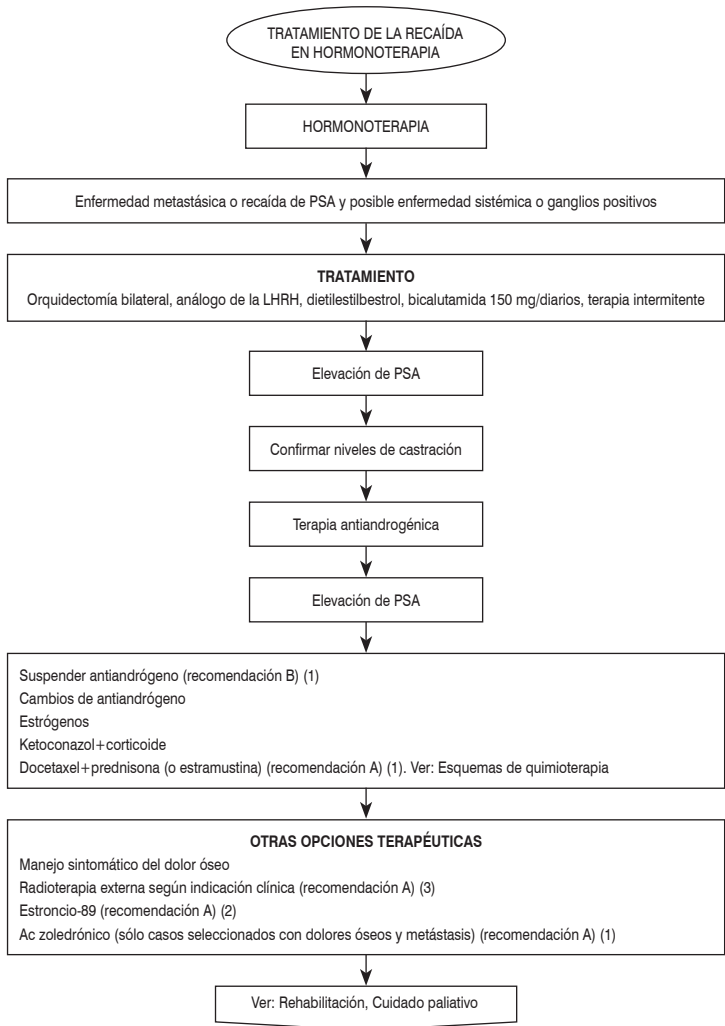 TRATAMIENTO DE LA RECAÍDA
EN HORMONOTERAPIA
HORMONOTERAPIA
Enfermedad metastásica o recaída de PSA y posible enfermedad sistémica o ganglios positivos
TRATAMIENTO
Orquidectomía bilateral, análogo de la LHRH, dietilestilbestrol, bicalutamida 150 mg/diarios, terapia intermitente
Elevación de PSA
Confirmar niveles de castración
Terapia antiandrogénica
Elevación de PSA
Suspender antiandrógeno (recomendación B) (1)
Cambios de antiandrógeno
Estrógenos
Ketoconazol+corticoide
Docetaxel+prednisona (o estramustina) (recomendación A) (1). Ver: Esquemas de quimioterapia
OTRAS OPCIONES TERAPÉUTICAS
Manejo sintomático del dolor óseo
Radioterapia externa según indicación clínica (recomendación A) (3)
Estroncio-89 (recomendación A) (2)
Ac zoledrónico (sólo casos seleccionados con dolores óseos y metástasis) (recomendación A) (1)
Ver: Rehabilitación, Cuidado paliativo